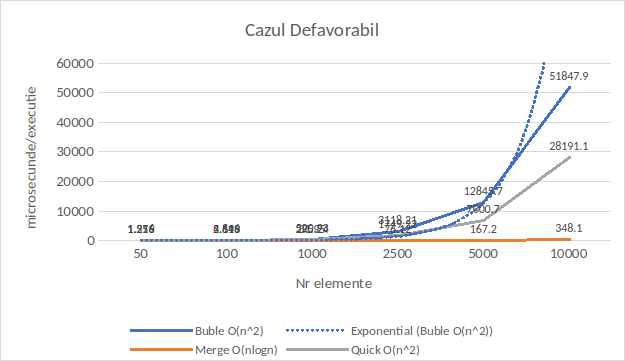 Cazul Defavorabil
microsecunde/executie
60000
50000
40000
30000
20000
10000
0
51847.9
28191.1
12845.7
3118.21
167.2
348.1
50
100
1000
2500
5000
10000
Nr elemente
Buble O(n^2)
Exponential (Buble O(n^2))
Merge O(nlogn)
Quick O(n^2)